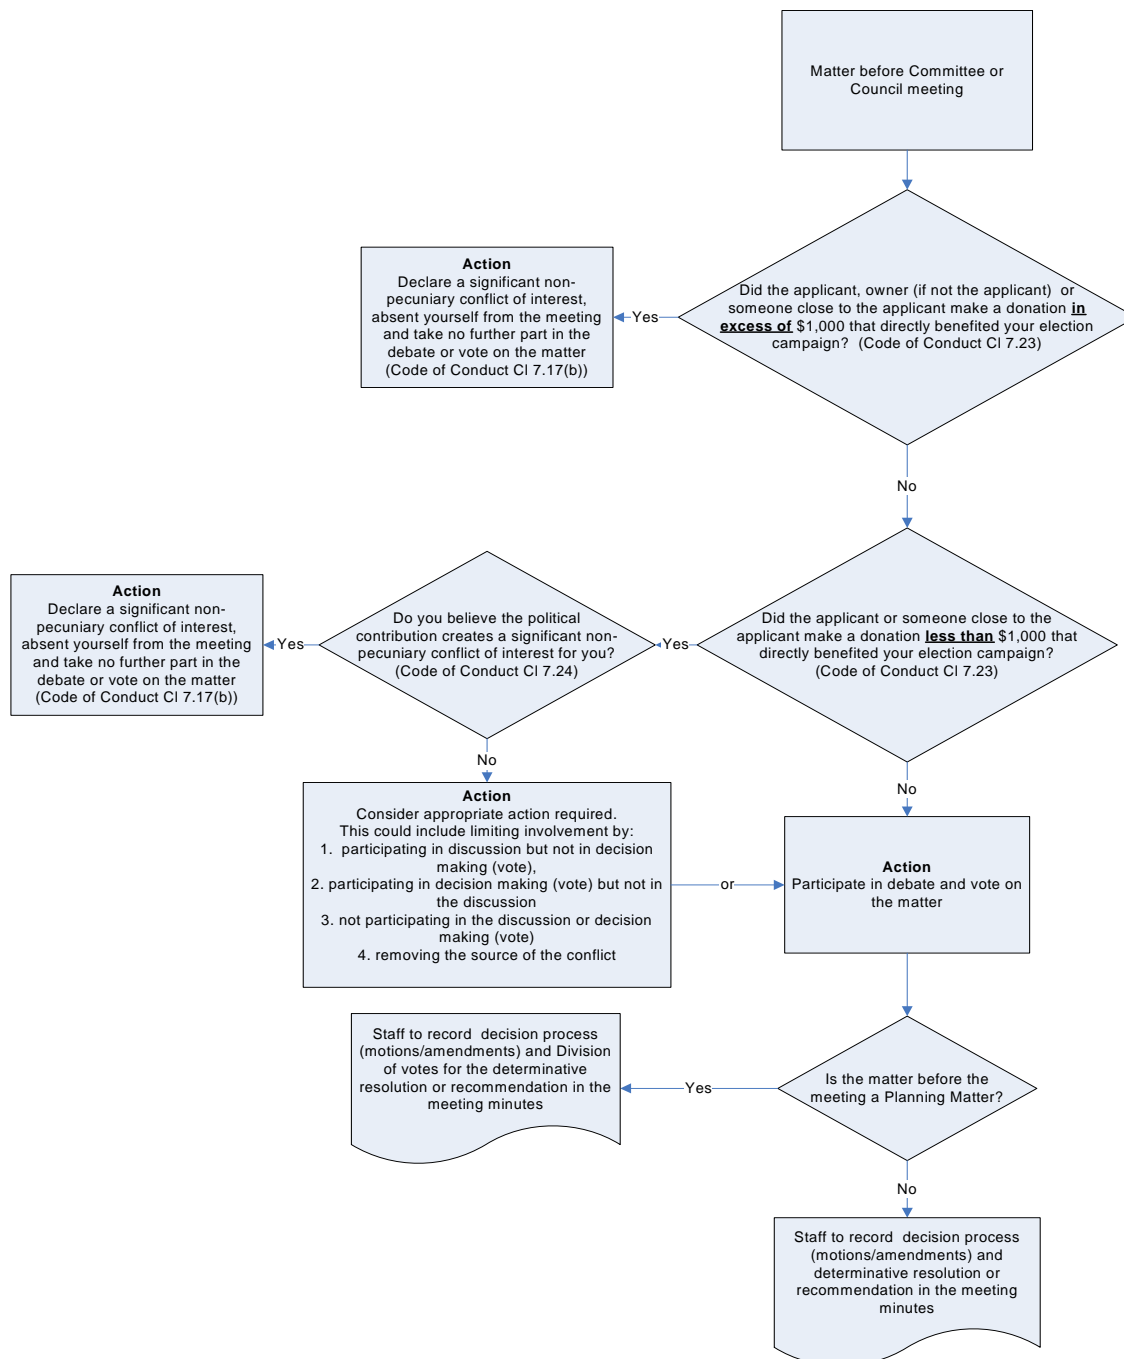 Matter before Committee or
Council meeting
Did the applicant, owner (if not the applicant)  or
someone close to the applicant make a donation in
excess of $1,000 that directly benefited your election
campaign?  (Code of Conduct Cl 7.23)
Yes
Action
Declare a significant non-
pecuniary conflict of interest,
absent yourself from the meeting
and take no further part in the
debate or vote on the matter
(Code of Conduct Cl 7.17(b))
No
Did the applicant or someone close to the
applicant make a donation less than $1,000 that
directly benefited your election campaign?
(Code of Conduct Cl 7.23)
Yes
Do you believe the political
contribution creates a significant non-
pecuniary conflict of interest for you?
(Code of Conduct Cl 7.24)
Yes
Action
Declare a significant non-
pecuniary conflict of interest,
absent yourself from the meeting
and take no further part in the
debate or vote on the matter
(Code of Conduct Cl 7.17(b))
No
Action
Consider appropriate action required.
This could include limiting involvement by:
1.  participating in discussion but not in decision
making (vote),
2. participating in decision making (vote) but not in
the discussion
3. not participating in the discussion or decision
making (vote)
4. removing the source of the conflict
or
No
Action
Participate in debate and vote on
the matter
Is the matter before the
meeting a Planning Matter?
Yes
Staff to record  decision process
(motions/amendments) and Division
of votes for the determinative
resolution or recommendation in the
meeting minutes
No
Staff to record  decision process
(motions/amendments) and
determinative resolution or
recommendation in the meeting
minutes